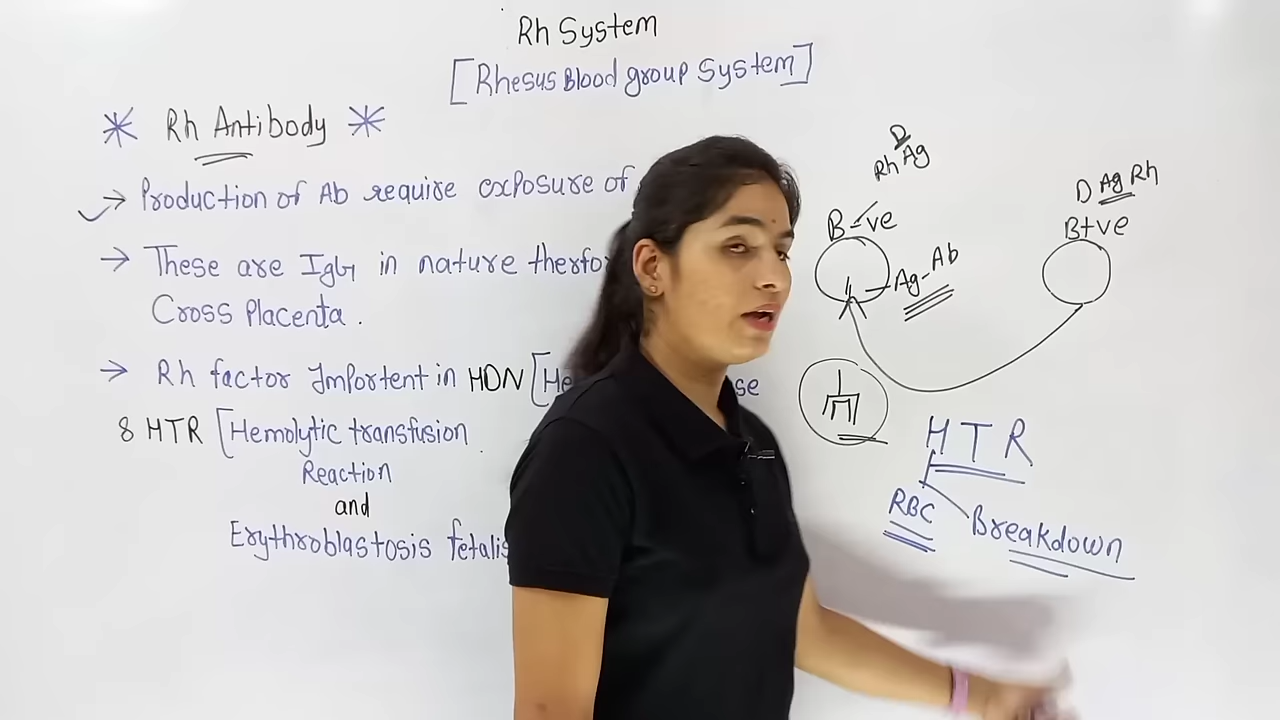 Rh System
[Rhesus Blood group System]
* Rh Antibody *
→ Production of Ab require exposure of
→ These are IgG in nature therfo
Cross Placenta .
→ Rh factor Importent in HDN [He se
& HTR [Hemolytic transfusion
Reaction
and
Erythroblastosis fetalis
D
Rh Ag
B-ve
Ag-Ab
D Ag Rh
B+ve
HTR
RBC
Breakdown